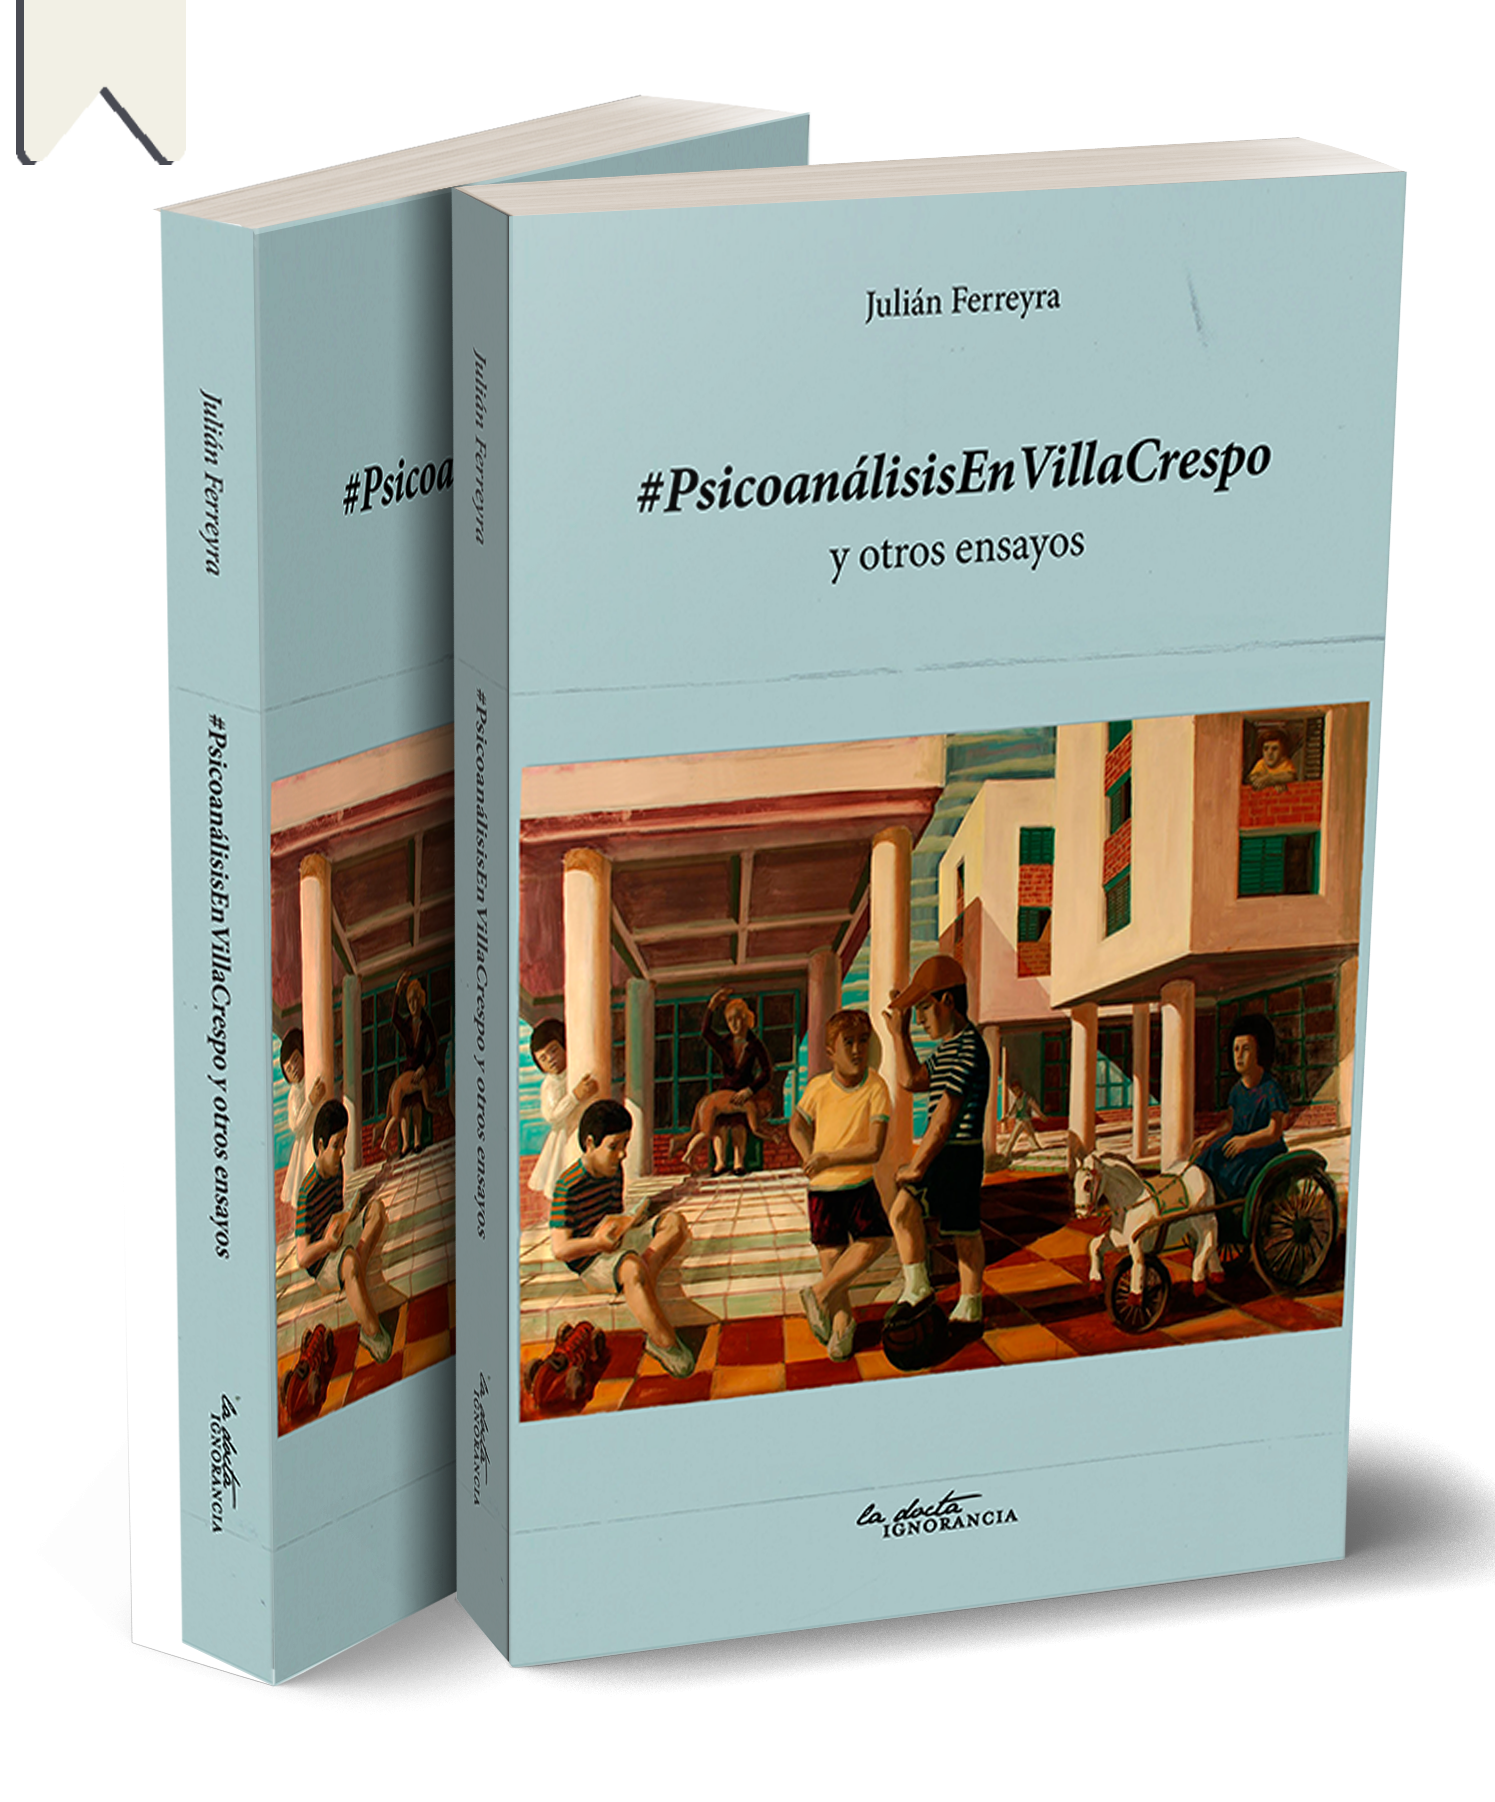 Julián Ferreyra
#PsicoanálisisEnVillaCrespo y otros ensayos
la docta
IGNORANCIA
#Psicoa
Julián Ferreyra
#PsicoanálisisEnVillaCrespo y otros ensayos
la docta
IGNORANCIA
Julián Ferreyra
#PsicoanálisisEnVillaCrespo
y otros ensayos
la docta
IGNORANCIA